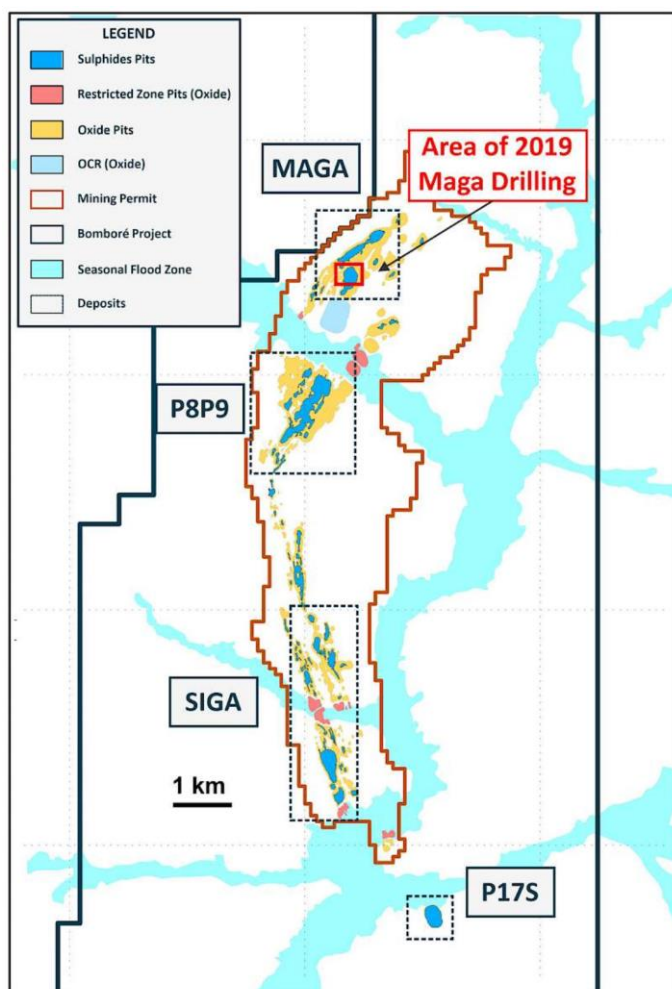 LEGEND
Sulphides Pits
Restricted Zone Pits (Oxide)
Oxide Pits
OCR (Oxide)
Mining Permit
Bomboré Project
Seasonal Flood Zone
Deposits
MAGA
Area of 2019
Maga Drilling
P8P9
SIGA
1 km
P17S